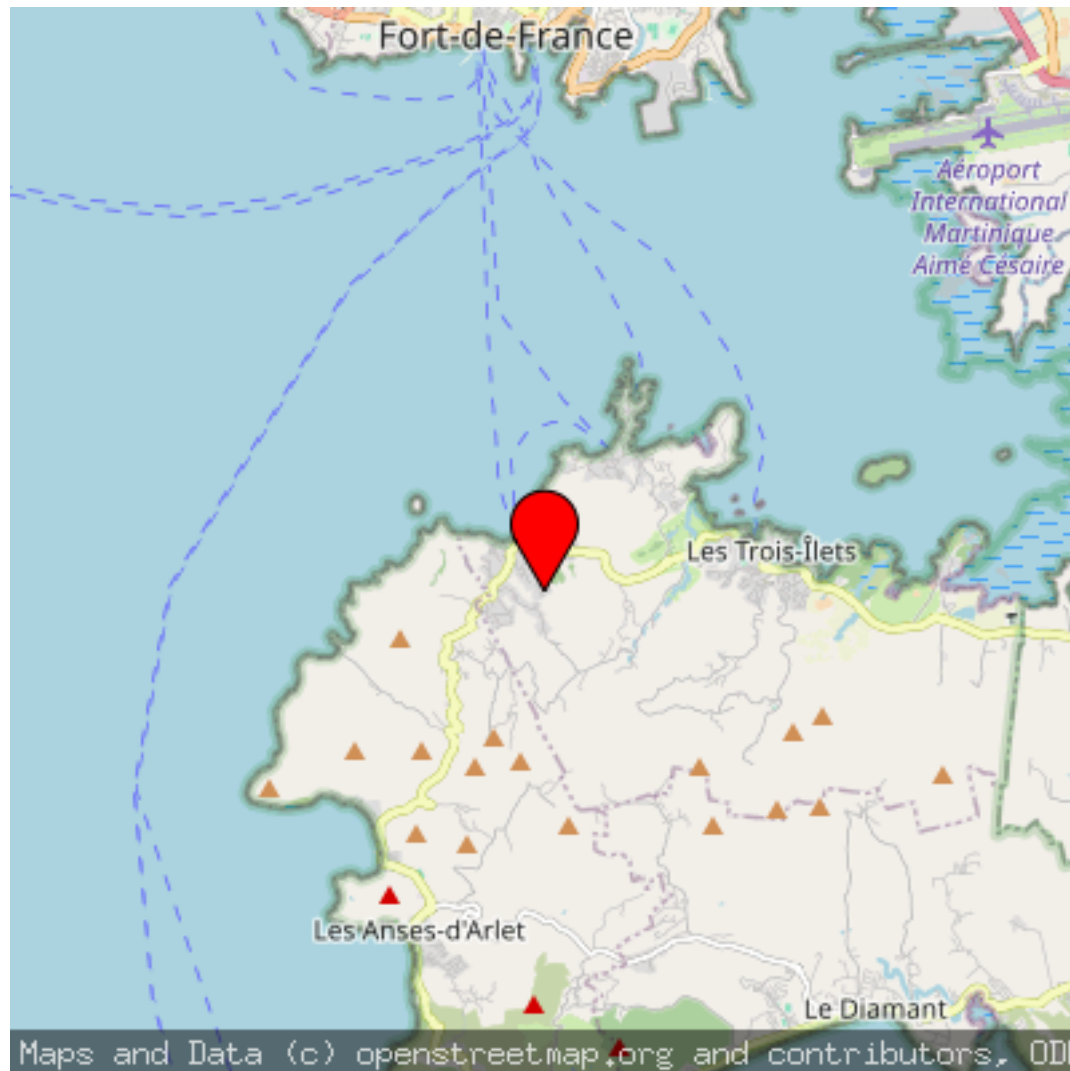 Fort-de-France
Aéroport
International
Martinique
Aimé Césaire
Les Trois-Îlets
Les Anses-d'Arlet
Le Diamant
Maps and Data (c) openstreetmap.org and contributors, OD